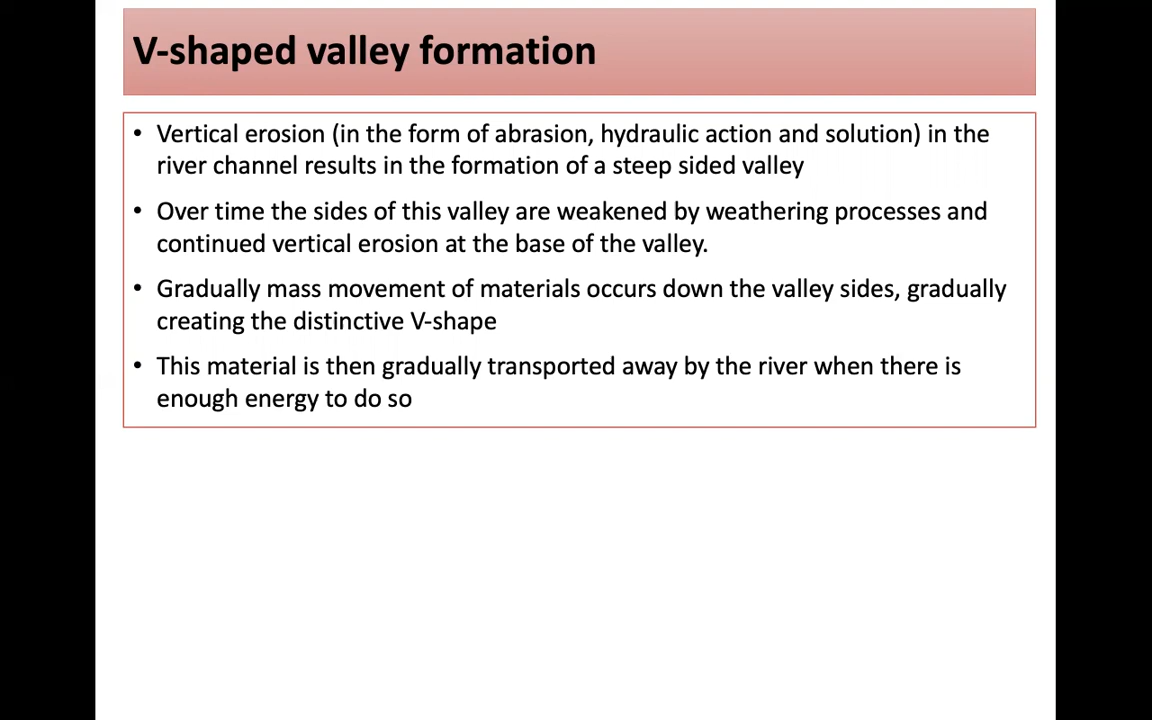 V-shaped valley formation
• Vertical erosion (in the form of abrasion, hydraulic action and solution) in the
river channel results in the formation of a steep sided valley
• Over time the sides of this valley are weakened by weathering processes and
continued vertical erosion at the base of the valley.
• Gradually mass movement of materials occurs down the valley sides, gradually
creating the distinctive V-shape
• This material is then gradually transported away by the river when there is
enough energy to do so